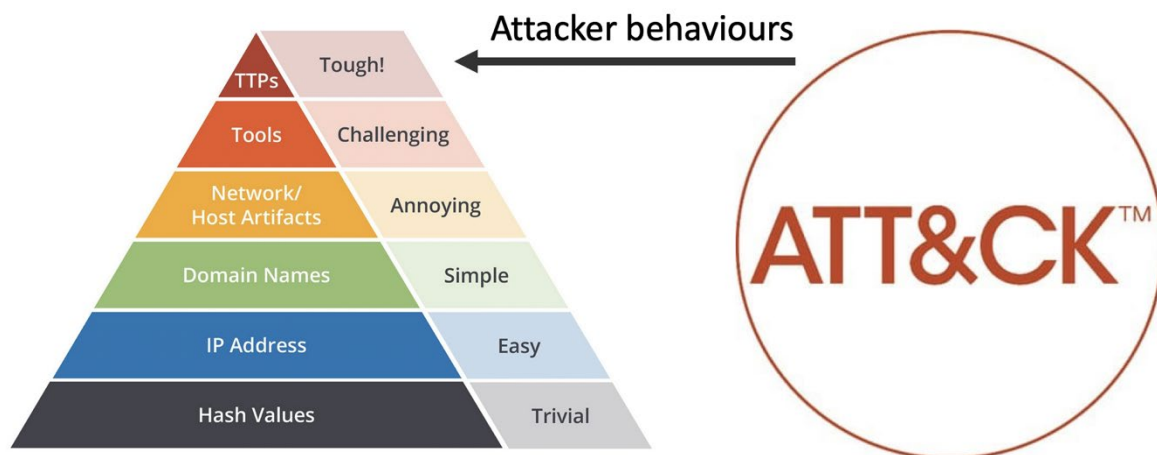 Attacker behaviours
TTPs
Tough!
Tools
Challenging
Network/
Host Artifacts
Annoying
Domain Names
Simple
IP Address
Easy
Hash Values
Trivial
ATT&CK™